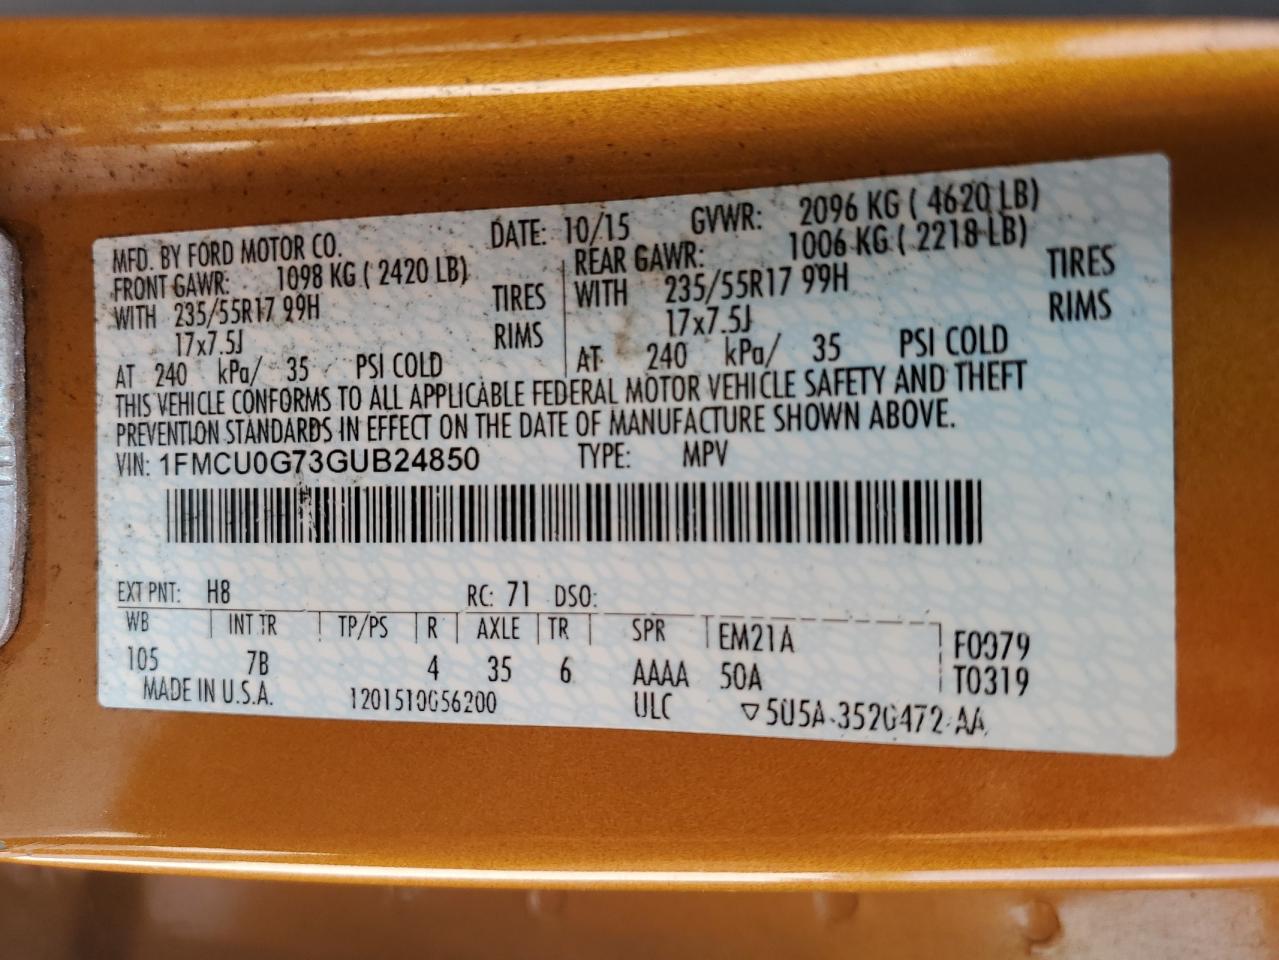 MFD. BY FORD MOTOR CO. DATE: 10/15 GVWR: 2096 KG ( 4620 LB)
FRONT GAWR: 1098 KG ( 2420 LB) REAR GAWR: 1006 KG ( 2218 LB)
WITH 235/55R17 99H TIRES WITH 235/55R17 99H TIRES
17x7.5J RIMS 17x7.5J RIMS
AT 240 kPa/ 35 PSI COLD AT 240 kPa/ 35 PSI COLD
THIS VEHICLE CONFORMS TO ALL APPLICABLE FEDERAL MOTOR VEHICLE SAFETY AND THEFT
PREVENTION STANDARDS IN EFFECT ON THE DATE OF MANUFACTURE SHOWN ABOVE.
VIN: 1FMCU0G73GUB24850 TYPE: MPV
EXT PNT: H8 RC: 71 DSO:
WB INT TR TP/PS R AXLE TR SPR EM21A F0079
105 7B 4 35 6 AAAA 50A T0319
MADE IN U.S.A. 1201510056200 ULC ▽5U5A-3520472-AA